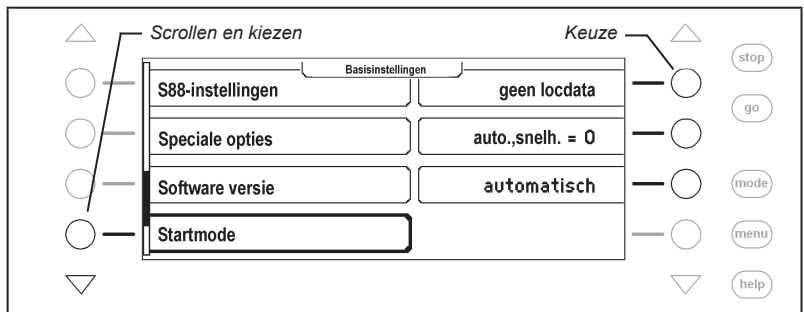 Scrollen en kiezen
Keuze
Basisinstellingen
S88-instellingen
geen locdata
Speciale opties
auto.,snelh. = 0
Software versie
automatisch
Startmode
stop
go
mode
menu
help